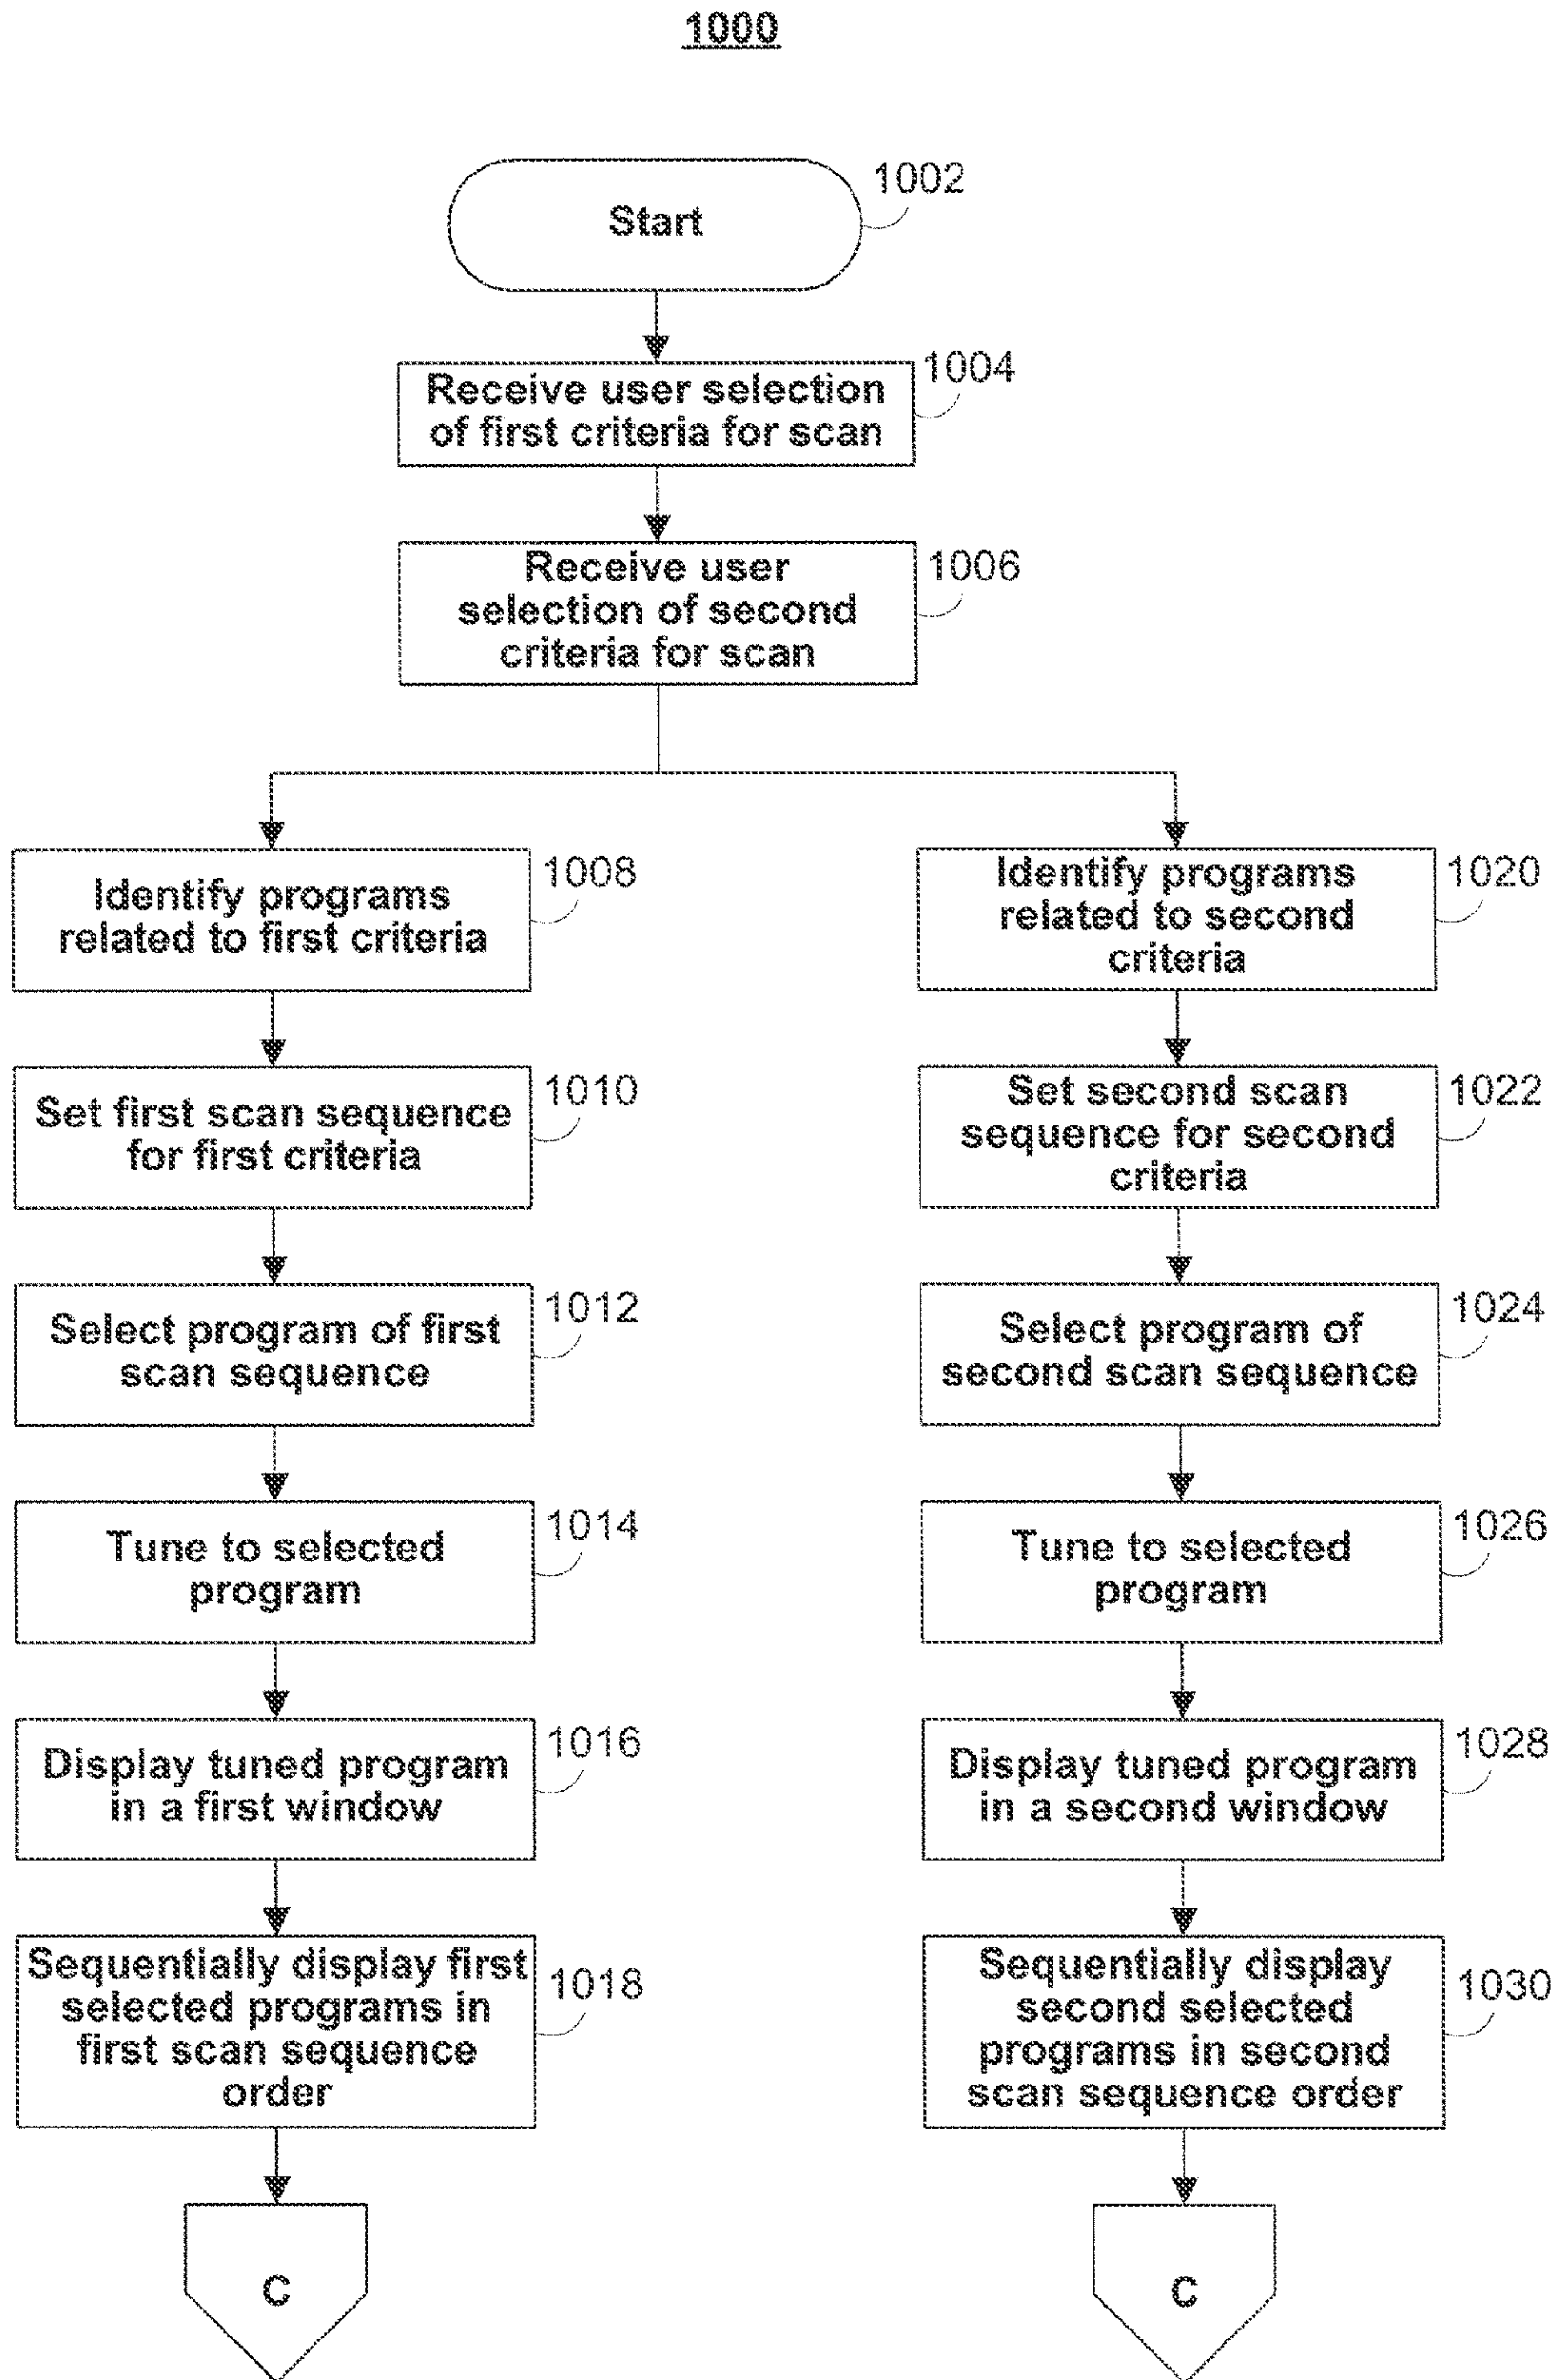 1000
Start
1002
Receive user selection
of first criteria for scan
1004
Receive user
selection of second
criteria for scan
1006
Identify programs
related to first criteria
1008
Set first scan sequence
for first criteria
1010
Select program of first
scan sequence
1012
Tune to selected
program
1014
Display tuned program
in a first window
1016
Sequentially display first
selected programs in
first scan sequence
order
1018
C
Identify programs
related to second
criteria
1020
Set second scan
sequence for second
criteria
1022
Select program of
second scan sequence
1024
Tune to selected
program
1026
Display tuned program
in a second window
1028
Sequentially display
second selected
programs in second
scan sequence order
1030
C